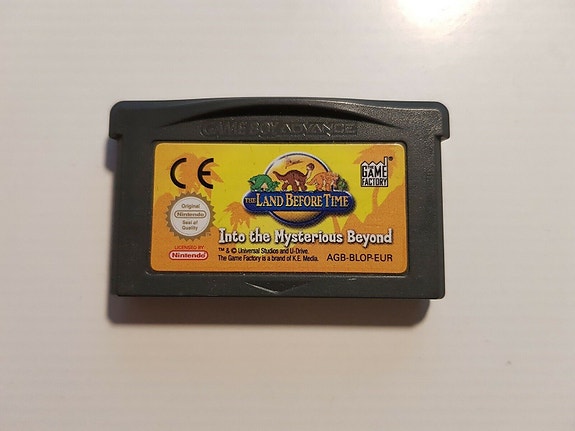 GAME BOY ADVANCE
CE
THE GAME FACTORY
THE LAND BEFORE TIME
Original
Nintendo
Seal of
Quality
Into the Mysterious Beyond
LICENSED BY
Nintendo
™ & © Universal Studios and U-Drive.
The Game Factory is a brand of K.E. Media.
AGB-BLOP-EUR